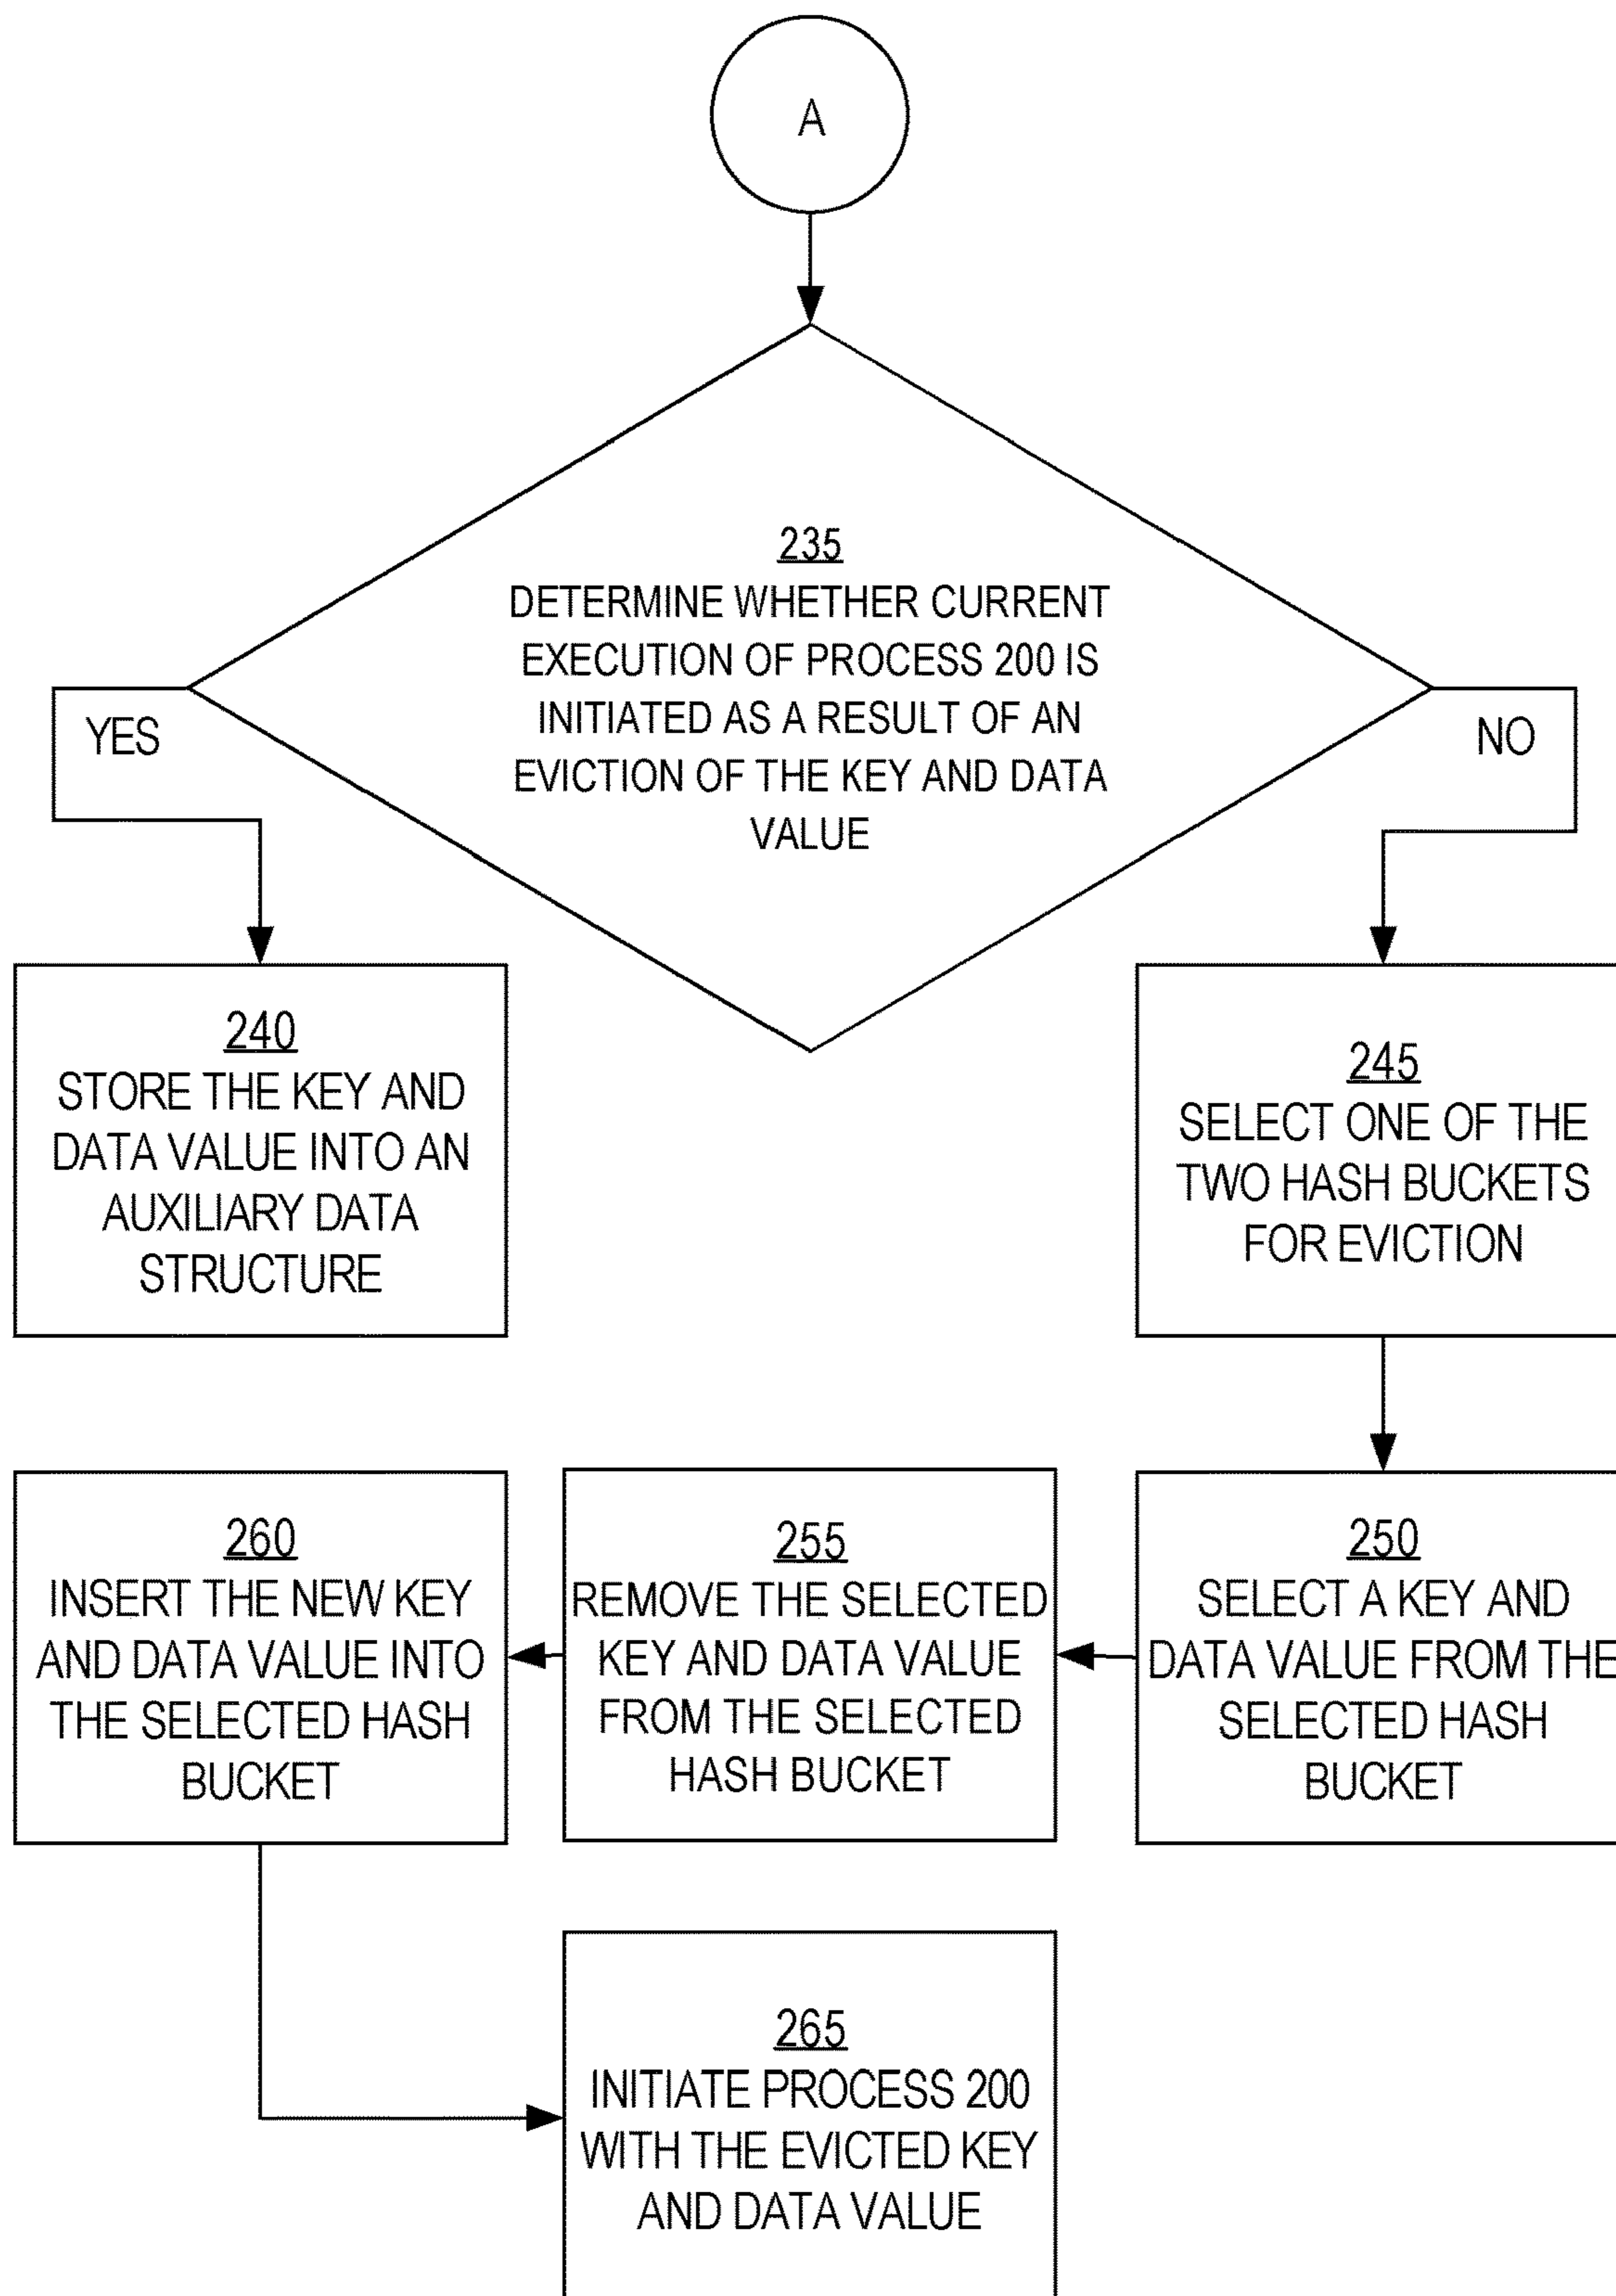 A
235
DETERMINE WHETHER CURRENT
EXECUTION OF PROCESS 200 IS
INITIATED AS A RESULT OF AN
EVICTION OF THE KEY AND DATA
VALUE
YES
NO
240
STORE THE KEY AND
DATA VALUE INTO AN
AUXILIARY DATA
STRUCTURE
245
SELECT ONE OF THE
TWO HASH BUCKETS
FOR EVICTION
250
SELECT A KEY AND
DATA VALUE FROM THE
SELECTED HASH
BUCKET
255
REMOVE THE SELECTED
KEY AND DATA VALUE
FROM THE SELECTED
HASH BUCKET
260
INSERT THE NEW KEY
AND DATA VALUE INTO
THE SELECTED HASH
BUCKET
265
INITIATE PROCESS 200
WITH THE EVICTED KEY
AND DATA VALUE